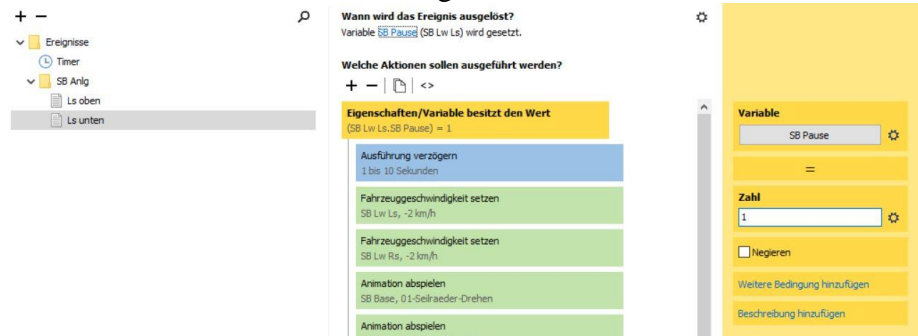 Ereignisse
Timer
SB Anlg
Ls oben
Ls unten
Wann wird das Ereignis ausgelöst?
Variable SB Pause (SB Lw Ls) wird gesetzt.
Welche Aktionen sollen ausgeführt werden?
Eigenschaften/Variable besitzt den Wert
(SB Lw Ls.SB Pause) = 1
Ausführung verzögern
1 bis 10 Sekunden
Fahrzeuggeschwindigkeit setzen
SB Lw Ls, -2 km/h
Fahrzeuggeschwindigkeit setzen
SB Lw Rs, -2 km/h
Animation abspielen
SB Base, 01-Seilraeder-Drehen
Animation abspielen
Variable
SB Pause
=
Zahl
1
Negieren
Weitere Bedingung hinzufügen
Beschreibung hinzufügen